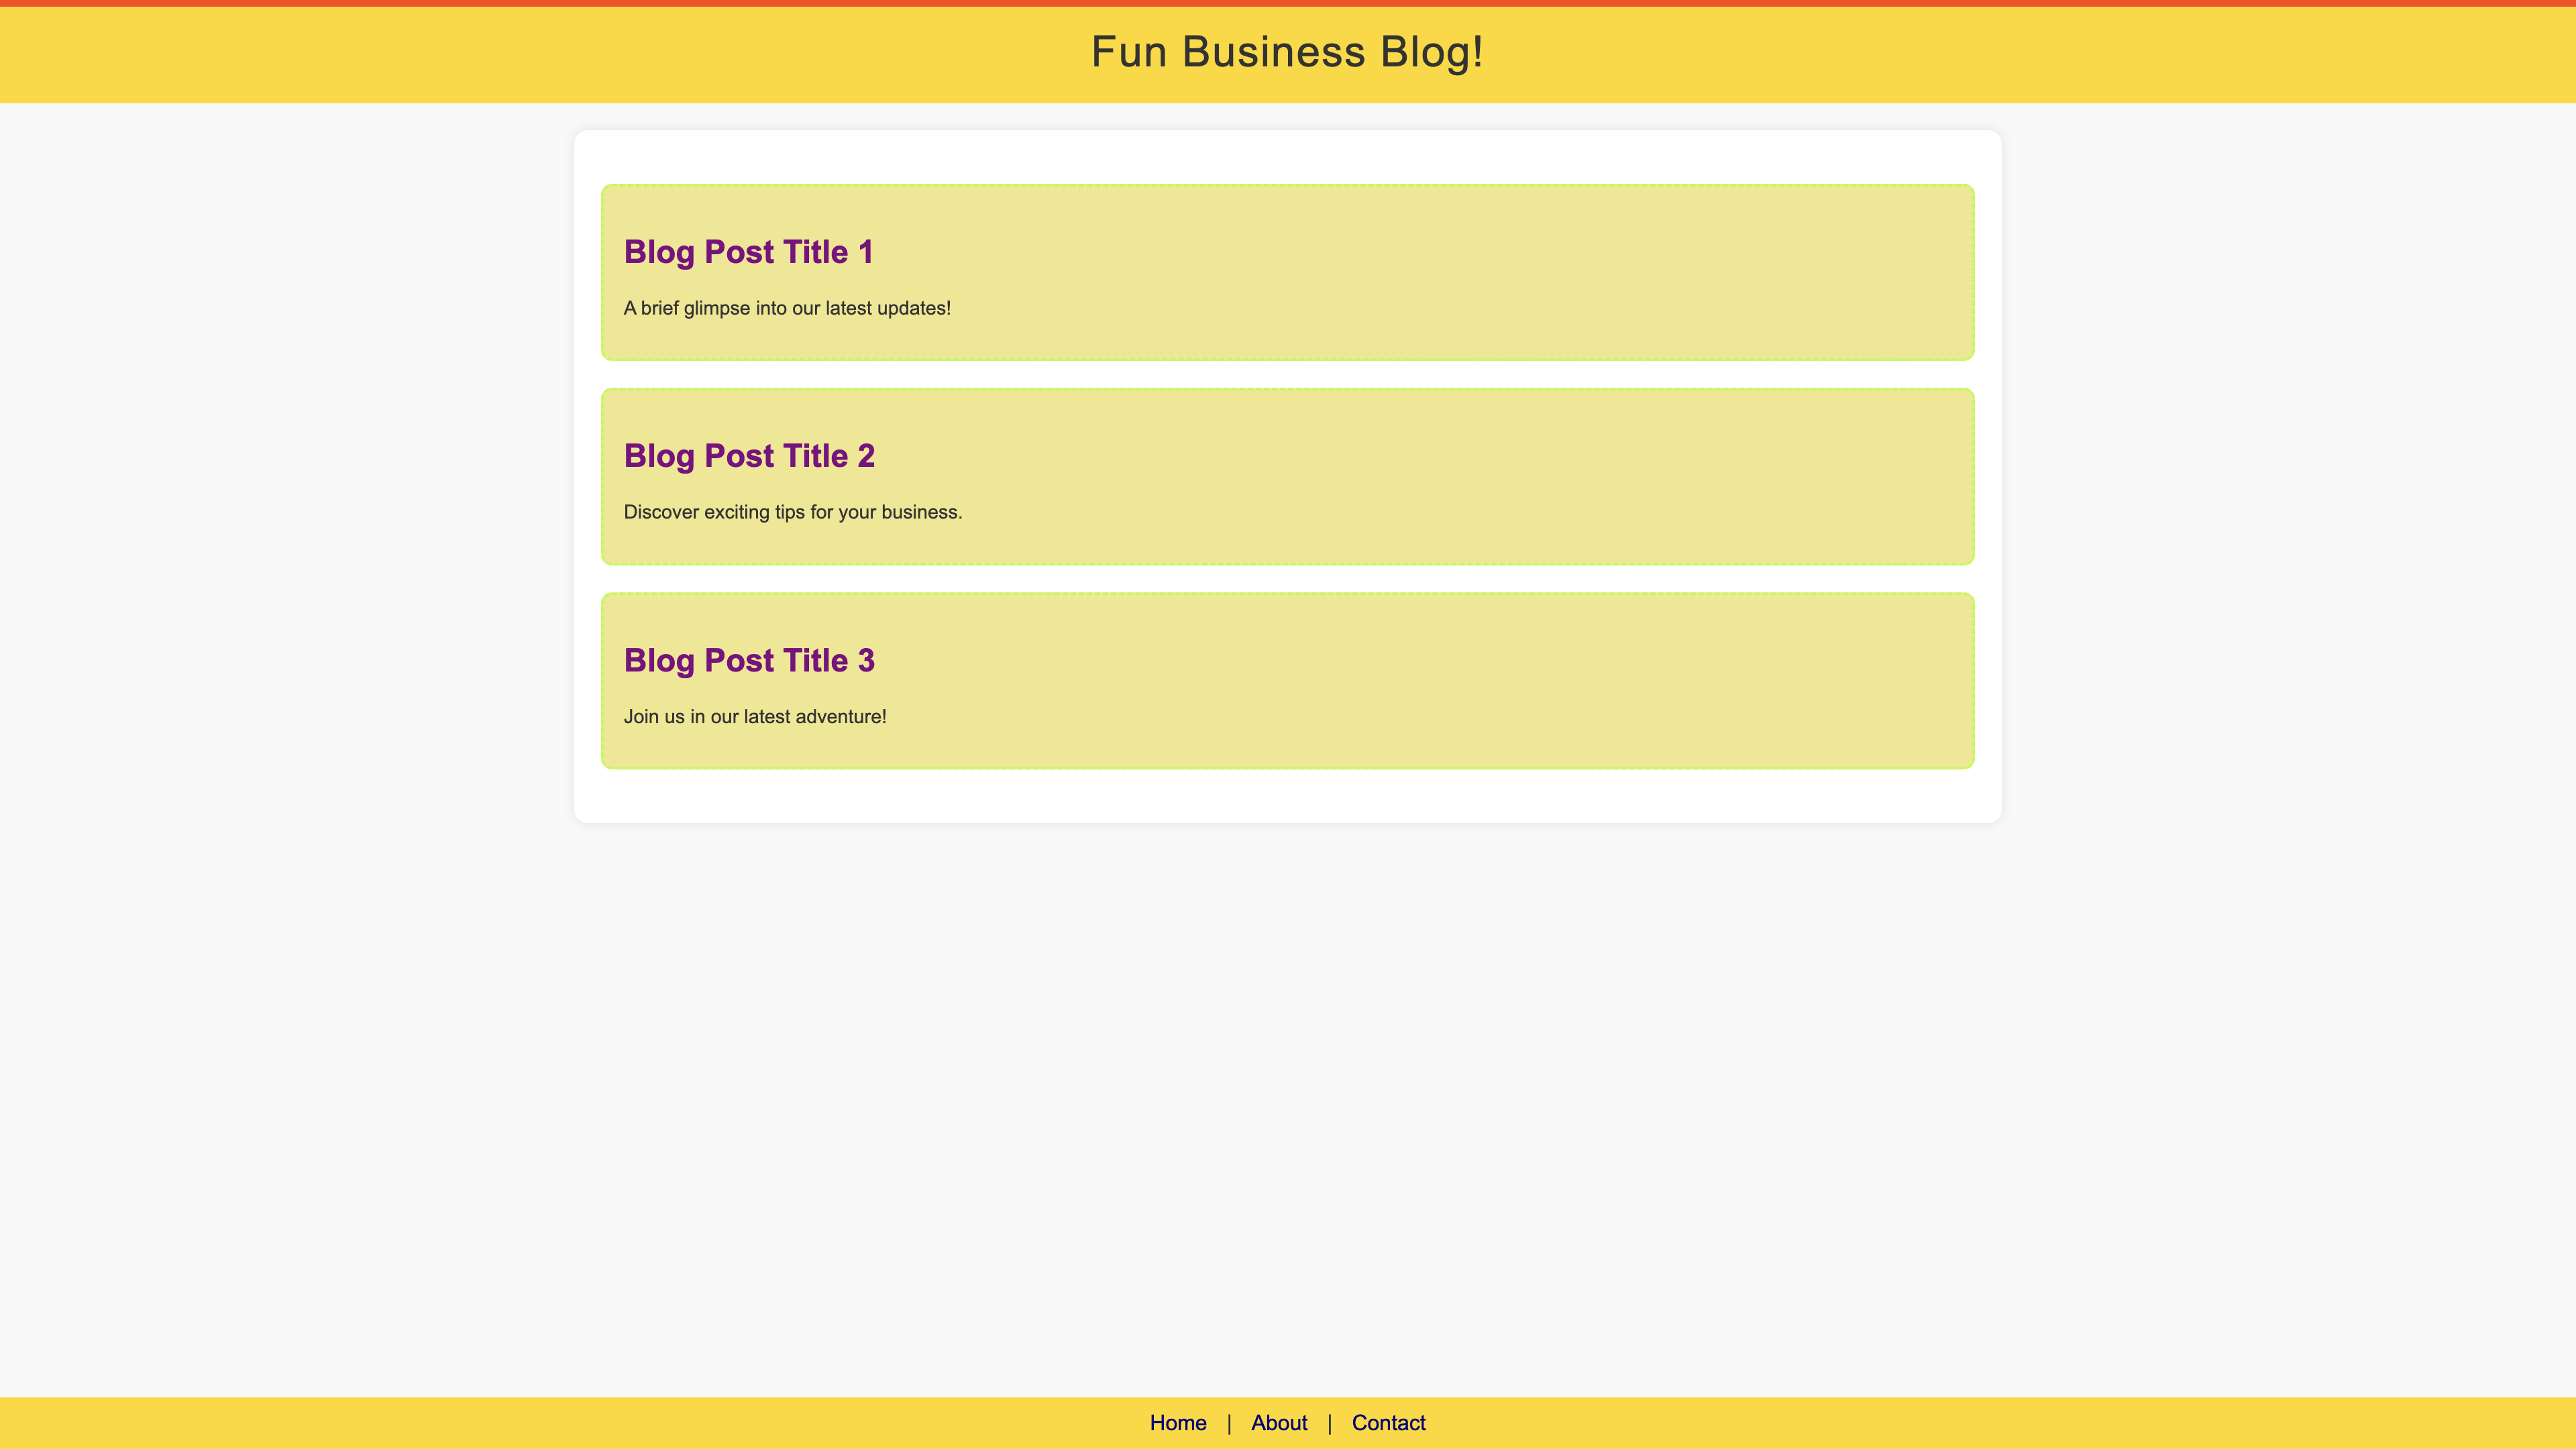 Fun Business Blog!
Blog Post Title 1
A brief glimpse into our latest updates!
Blog Post Title 2
Discover exciting tips for your business.
Blog Post Title 3
Join us in our latest adventure!
Home | About | Contact